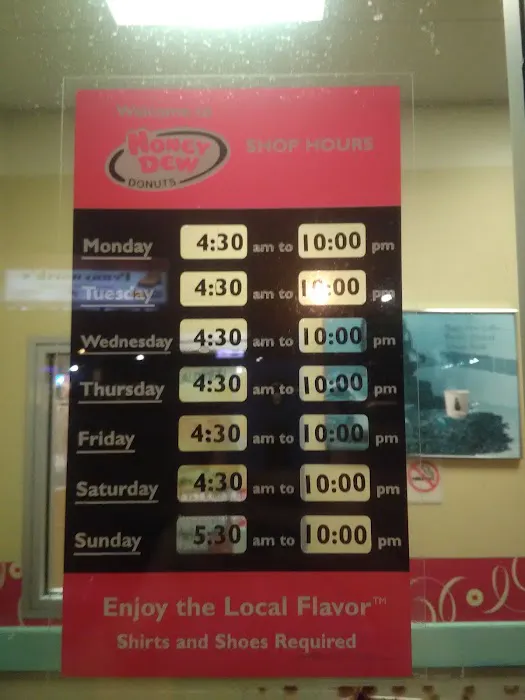 Welcome to
HONEY DEW
DONUTS
SHOP HOURS
Monday 4:30 am to 10:00 pm
Tuesday 4:30 am to 10:00 pm
Wednesday 4:30 am to 10:00 pm
Thursday 4:30 am to 10:00 pm
Friday 4:30 am to 10:00 pm
Saturday 4:30 am to 10:00 pm
Sunday 5:30 am to 10:00 pm
Enjoy the Local Flavor™
Shirts and Shoes Required